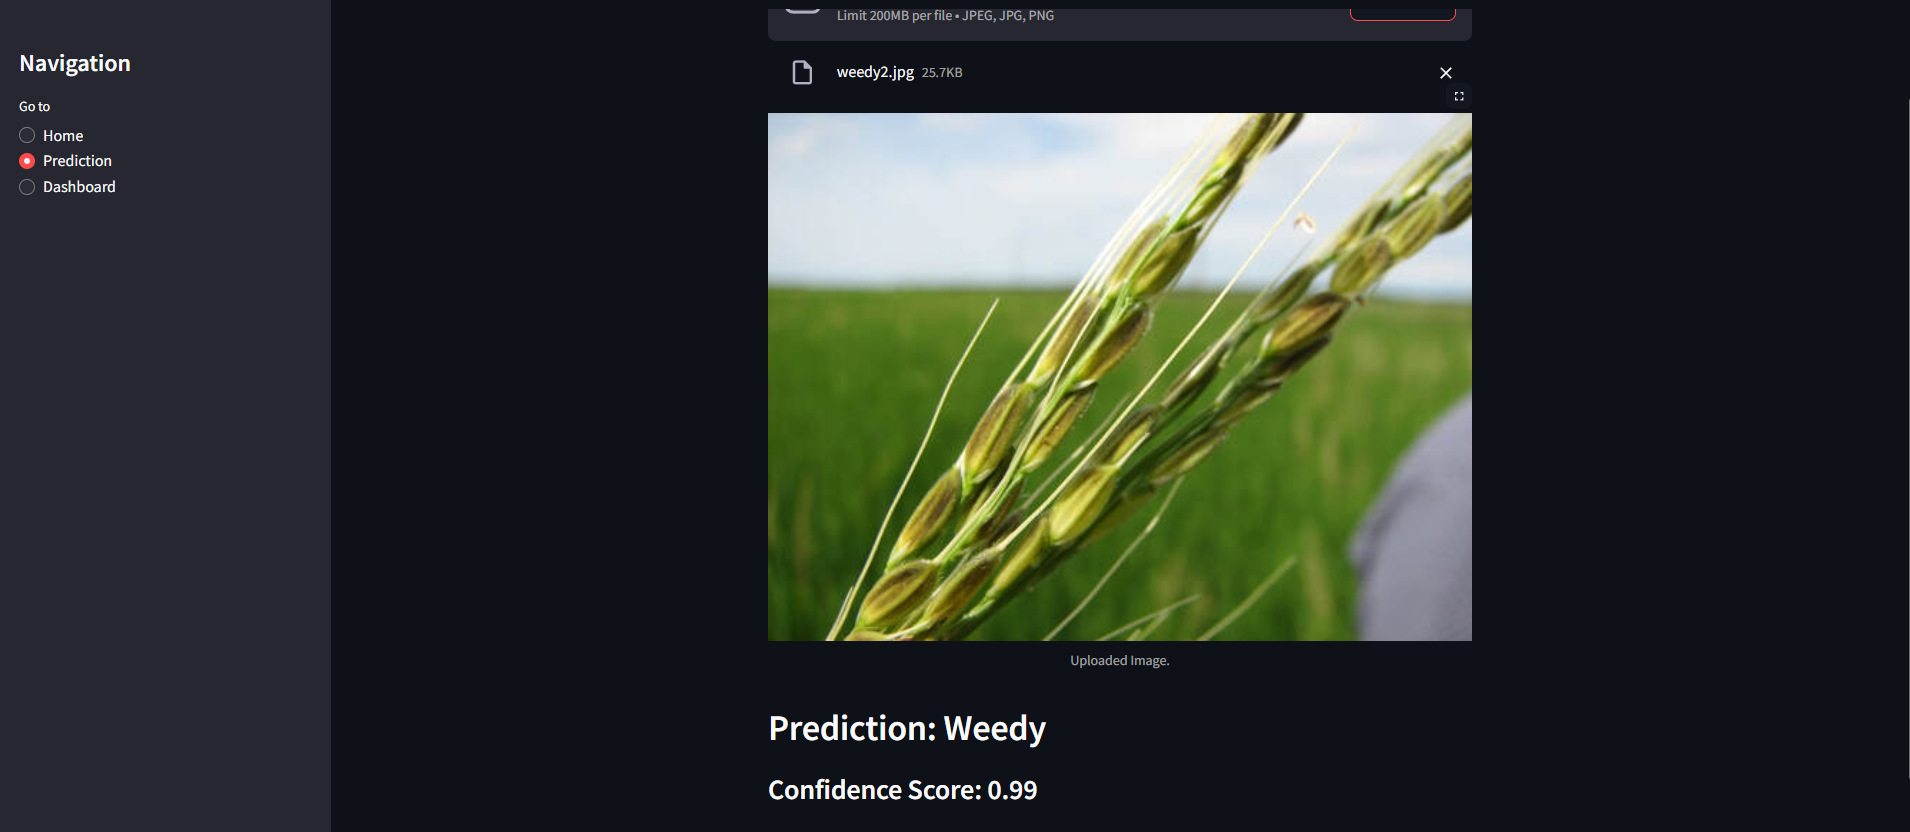 Navigation
Go to
Home
Prediction
Dashboard
Limit 200MB per file • JPEG, JPG, PNG
weedy2.jpg 25.7KB
Uploaded Image.
Prediction: Weedy
Confidence Score: 0.99